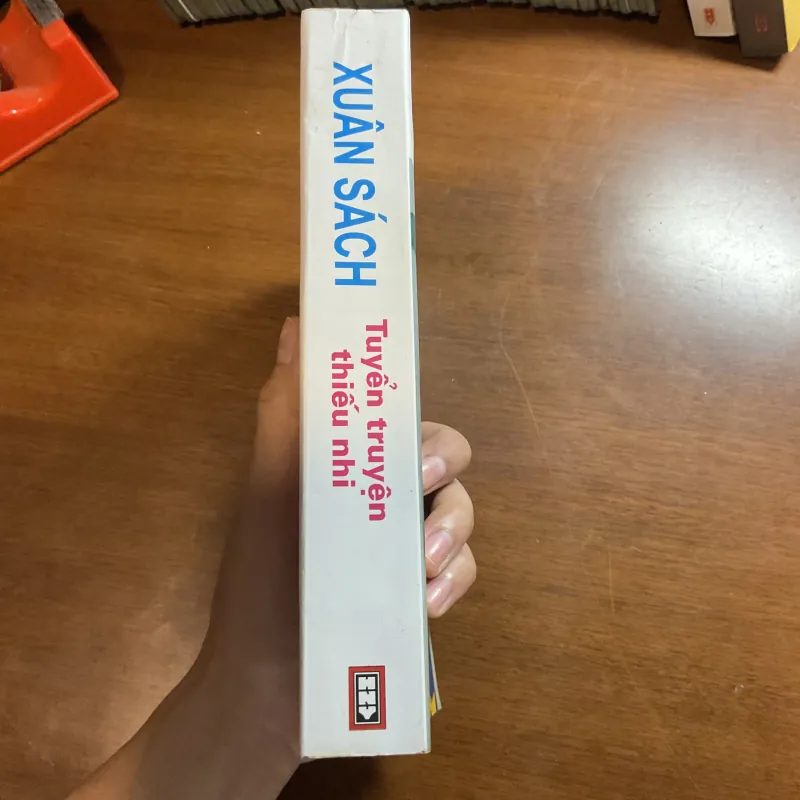 XUÂN SÁCH
Tuyển truyện
thiếu nhi